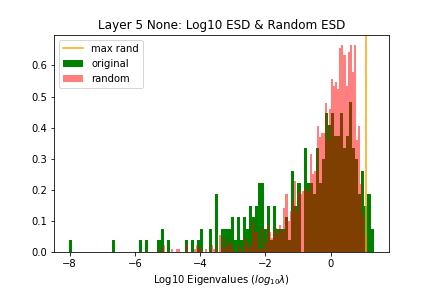 Layer 5 None: Log10 ESD & Random ESD
max rand
original
random
0.6
0.5
0.4
0.3
0.2
0.1
0.0
−8 −6 −4 −2 0
Log10 Eigenvalues (log₁₀λ)